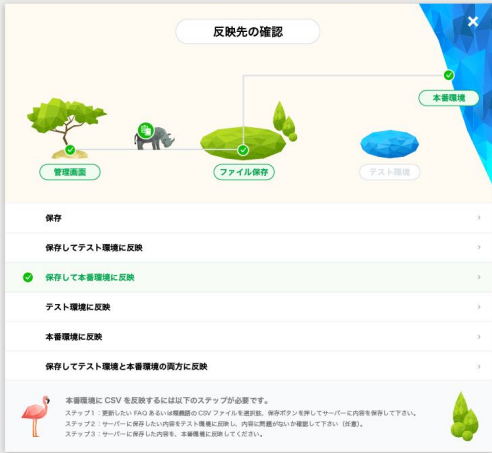 反映先の確認
本番環境
管理画面
ファイル保存
テスト環境
保存
保存してテスト環境に反映
保存して本番環境に反映
テスト環境に反映
本番環境に反映
保存してテスト環境と本番環境の両方に反映
本番環境に CSV を反映するには以下のステップが必要です。
ステップ1：更新したい FAQ あるいは類義語の CSV ファイルを選択後、保存ボタンを押してサーバーに内容を保存して下さい。
ステップ2：サーバーに保存したい内容をテスト環境に反映し、内容に問題がないか確認して下さい（任意）。
ステップ3：サーバーに保存した内容を、本番環境に反映してください。